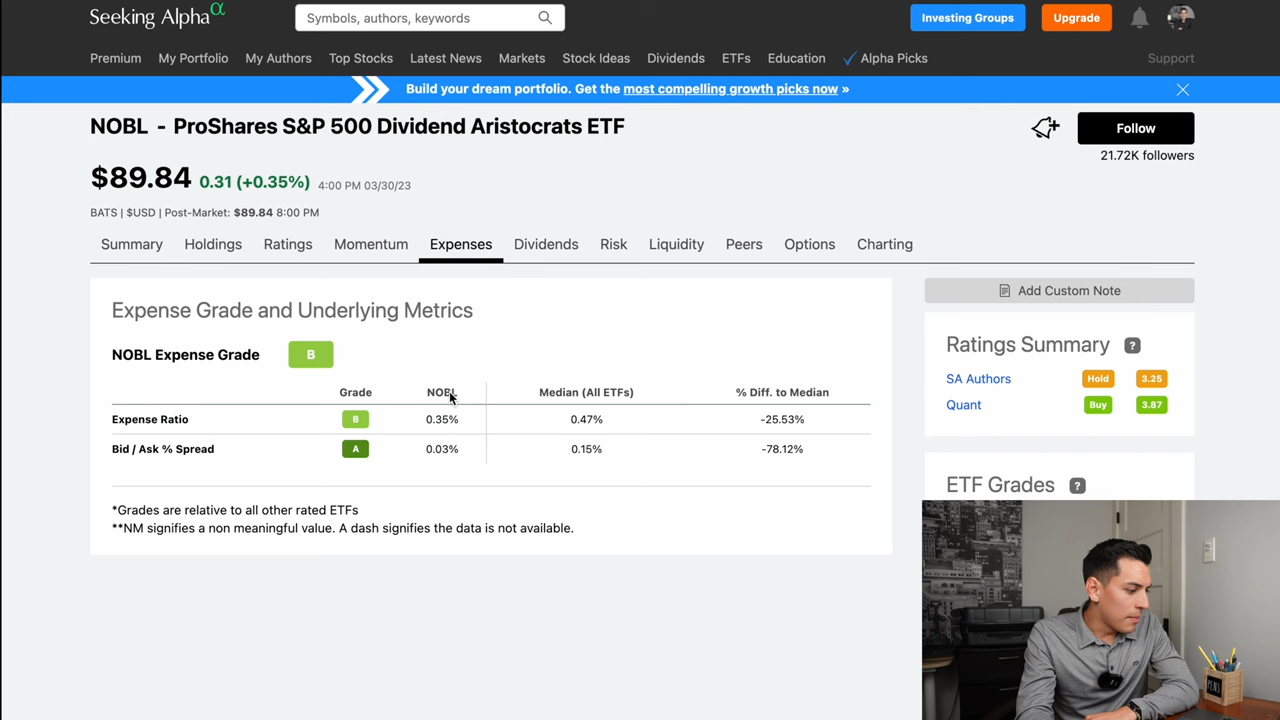 Seeking Alpha α
Symbols, authors, keywords
Investing Groups
Upgrade
Premium My Portfolio My Authors Top Stocks Latest News Markets Stock Ideas Dividends ETFs Education Alpha Picks Support
Build your dream portfolio. Get the most compelling growth picks now »
NOBL - ProShares S&P 500 Dividend Aristocrats ETF
Follow
21.72K followers
$89.84 0.31 (+0.35%) 4:00 PM 03/30/23
BATS | $USD | Post-Market: $89.84 8:00 PM
Summary Holdings Ratings Momentum Expenses Dividends Risk Liquidity Peers Options Charting
Expense Grade and Underlying Metrics
NOBL Expense Grade B
Grade NOBL Median (All ETFs) % Diff. to Median
Expense Ratio B 0.35% 0.47% -25.53%
Bid / Ask % Spread A 0.03% 0.15% -78.12%
*Grades are relative to all other rated ETFs
**NM signifies a non meaningful value. A dash signifies the data is not available.
Add Custom Note
Ratings Summary ?
SA Authors Hold 3.25
Quant Buy 3.87
ETF Grades ?
PENS